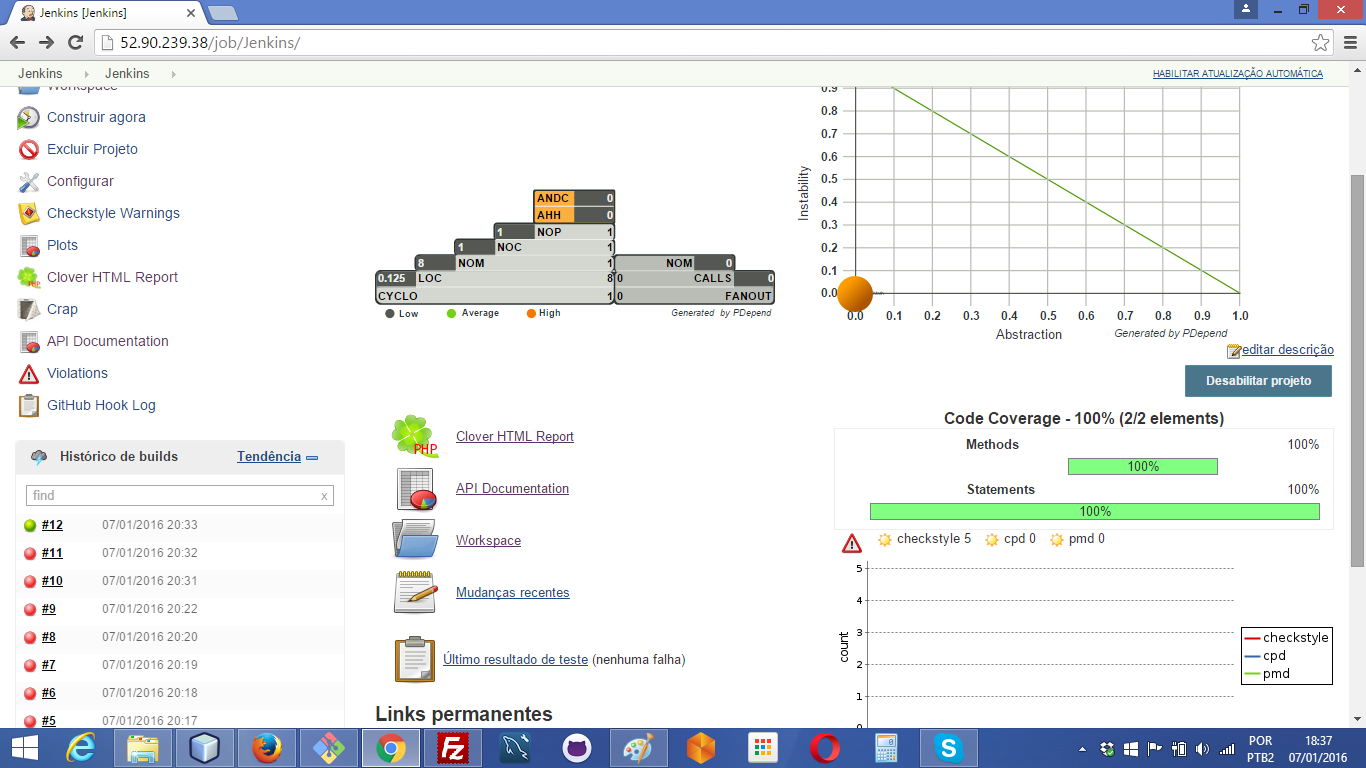 Jenkins [Jenkins]
52.90.239.38/job/Jenkins/
Jenkins Jenkins HABILITAR ATUALIZAÇÃO AUTOMÁTICA
Workspace
Construir agora
Excluir Projeto
Configurar
Checkstyle Warnings
Plots
Clover HTML Report
PHP
Crap
API Documentation
Violations
GitHub Hook Log
Histórico de builds Tendência
find x
#12 07/01/2016 20:33
#11 07/01/2016 20:32
#10 07/01/2016 20:31
#9 07/01/2016 20:22
#8 07/01/2016 20:20
#7 07/01/2016 20:19
#6 07/01/2016 20:18
#5 07/01/2016 20:17
ANDC 0
AHH 0
1 NOP 1
1 NOC 1
8 NOM 1 NOM 0
0.125 LOC 8 0 CALLS 0
CYCLO 1 0 FANOUT
Low Average High Generated by PDepend
Instability
0.9
0.8
0.7
0.6
0.5
0.4
0.3
0.2
0.1
0.0
0.0 0.1 0.2 0.3 0.4 0.5 0.6 0.7 0.8 0.9 1.0
Abstraction Generated by PDepend
editar descrição
Desabilitar projeto
PHP
Clover HTML Report
API Documentation
Workspace
Mudanças recentes
Último resultado de teste (nenhuma falha)
Links permanentes
Code Coverage - 100% (2/2 elements)
Methods 100%
100%
Statements 100%
100%
checkstyle 5 cpd 0 pmd 0
count
5
4
3
2
1
0
checkstyle
cpd
pmd
Fz
S
POR
PTB2
18:37
07/01/2016